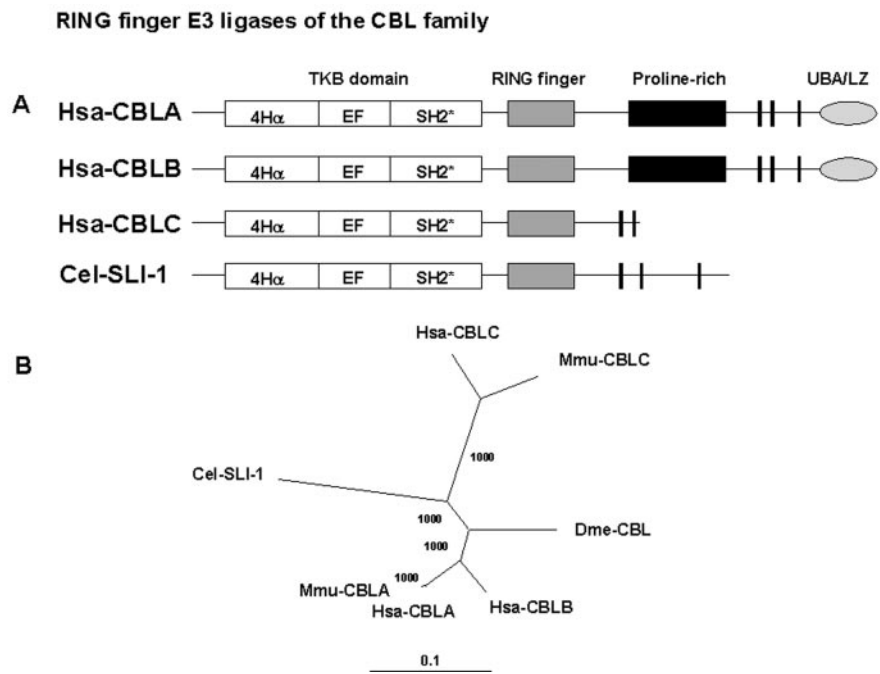 RING finger E3 ligases of the CBL family
TKB domain RING finger Proline-rich UBA/LZ
A
Hsa-CBLA 4Hα EF SH2*
Hsa-CBLB 4Hα EF SH2*
Hsa-CBLC 4Hα EF SH2*
Cel-SLI-1 4Hα EF SH2*
B
Hsa-CBLC
Mmu-CBLC
1000
Cel-SLI-1
1000
Dme-CBL
1000
1000
Mmu-CBLA
Hsa-CBLA
Hsa-CBLB
0.1